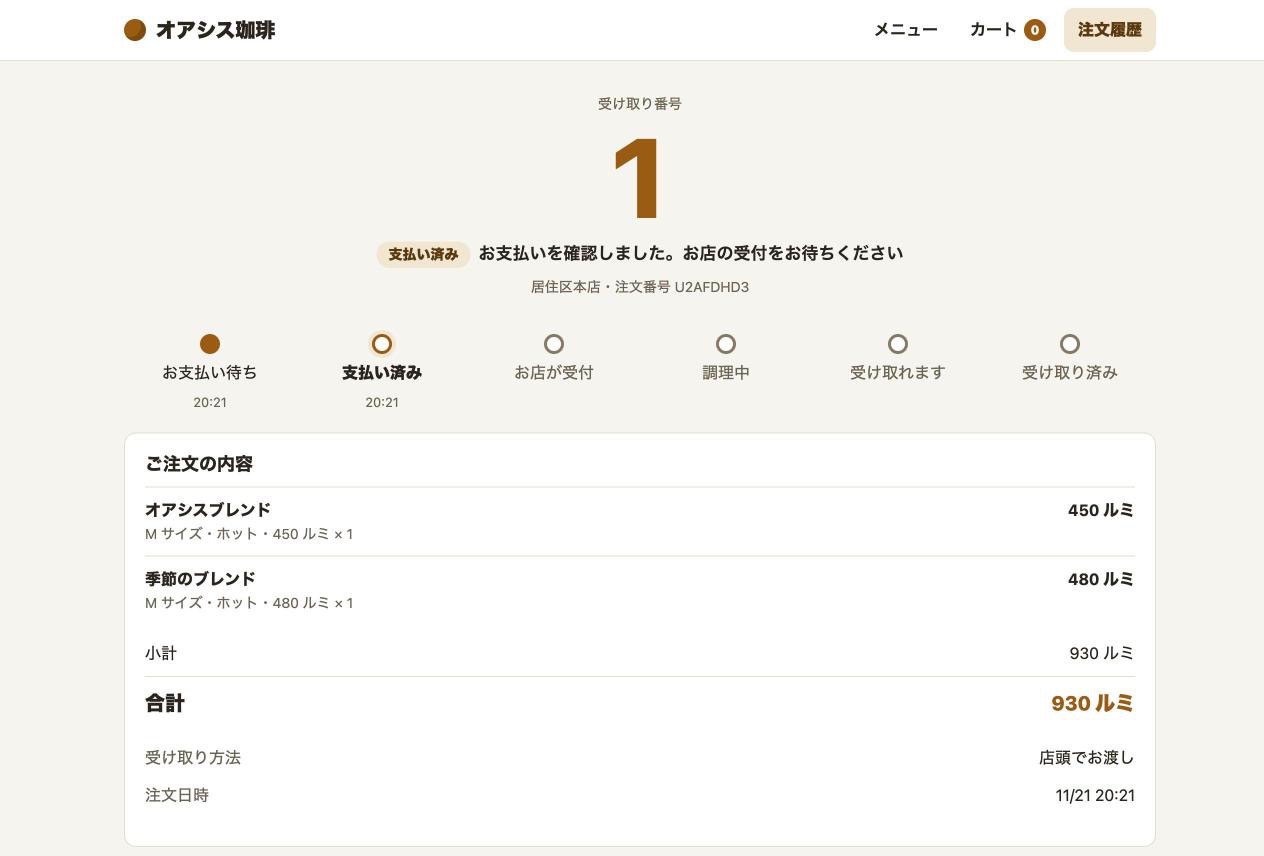 オアシス珈琲
メニュー
カート 0
注文履歴
受け取り番号
1
支払い済み お支払いを確認しました。お店の受付をお待ちください
居住区本店・注文番号 U2AFDHD3
お支払い待ち
20:21
支払い済み
20:21
お店が受付
調理中
受け取れます
受け取り済み
ご注文の内容
オアシスブレンド 450 ルミ
M サイズ・ホット・450 ルミ × 1
季節のブレンド 480 ルミ
M サイズ・ホット・480 ルミ × 1
小計 930 ルミ
合計 930 ルミ
受け取り方法 店頭でお渡し
注文日時 11/21 20:21